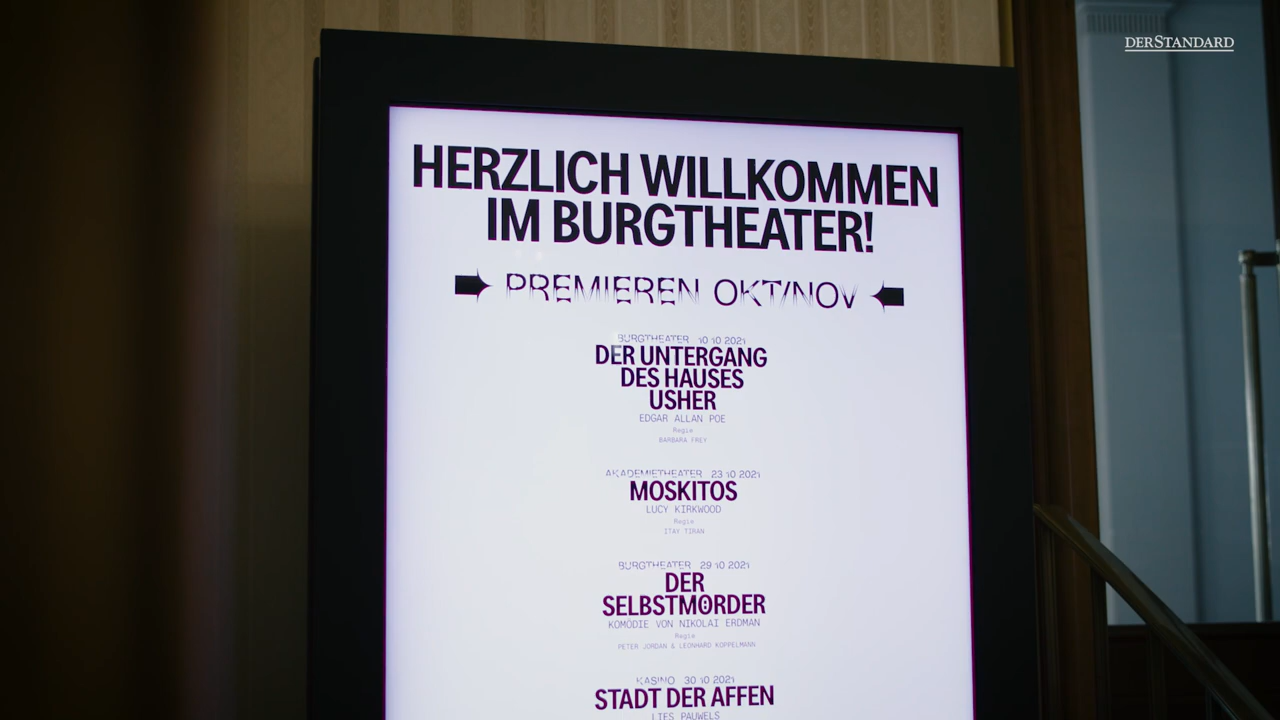 DERSTANDARD
HERZLICH WILLKOMMEN
IM BURGTHEATER!
PREMIEREN OKT/NOV
BURGTHEATER 10 10 2021
DER UNTERGANG
DES HAUSES
USHER
EDGAR ALLAN POE
Regie
BARBARA FREY
AKADEMIETHEATER 23 10 2021
MOSKITOS
LUCY KIRKWOOD
Regie
ITAY TIRAN
BURGTHEATER 29 10 2021
DER
SELBSTMÖRDER
KOMÖDIE VON NIKOLAI ERDMAN
Regie
PETER JORDAN & LEONHARD KOPPELMANN
KASINO 30 10 2021
STADT DER AFFEN
LIES PAUWELS